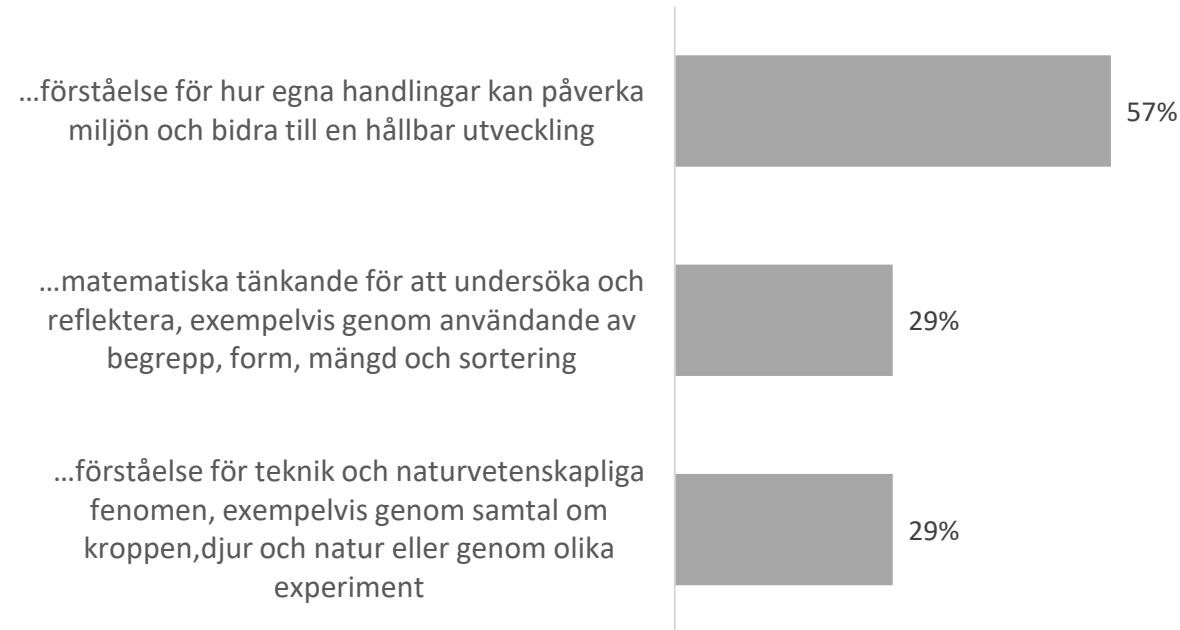 ...förståelse för hur egna handlingar kan påverka
miljön och bidra till en hållbar utveckling
57%
...matematiska tänkande för att undersöka och
reflektera, exempelvis genom användande av
begrepp, form, mängd och sortering
29%
...förståelse för teknik och naturvetenskapliga
fenomen, exempelvis genom samtal om
kroppen,djur och natur eller genom olika
experiment
29%